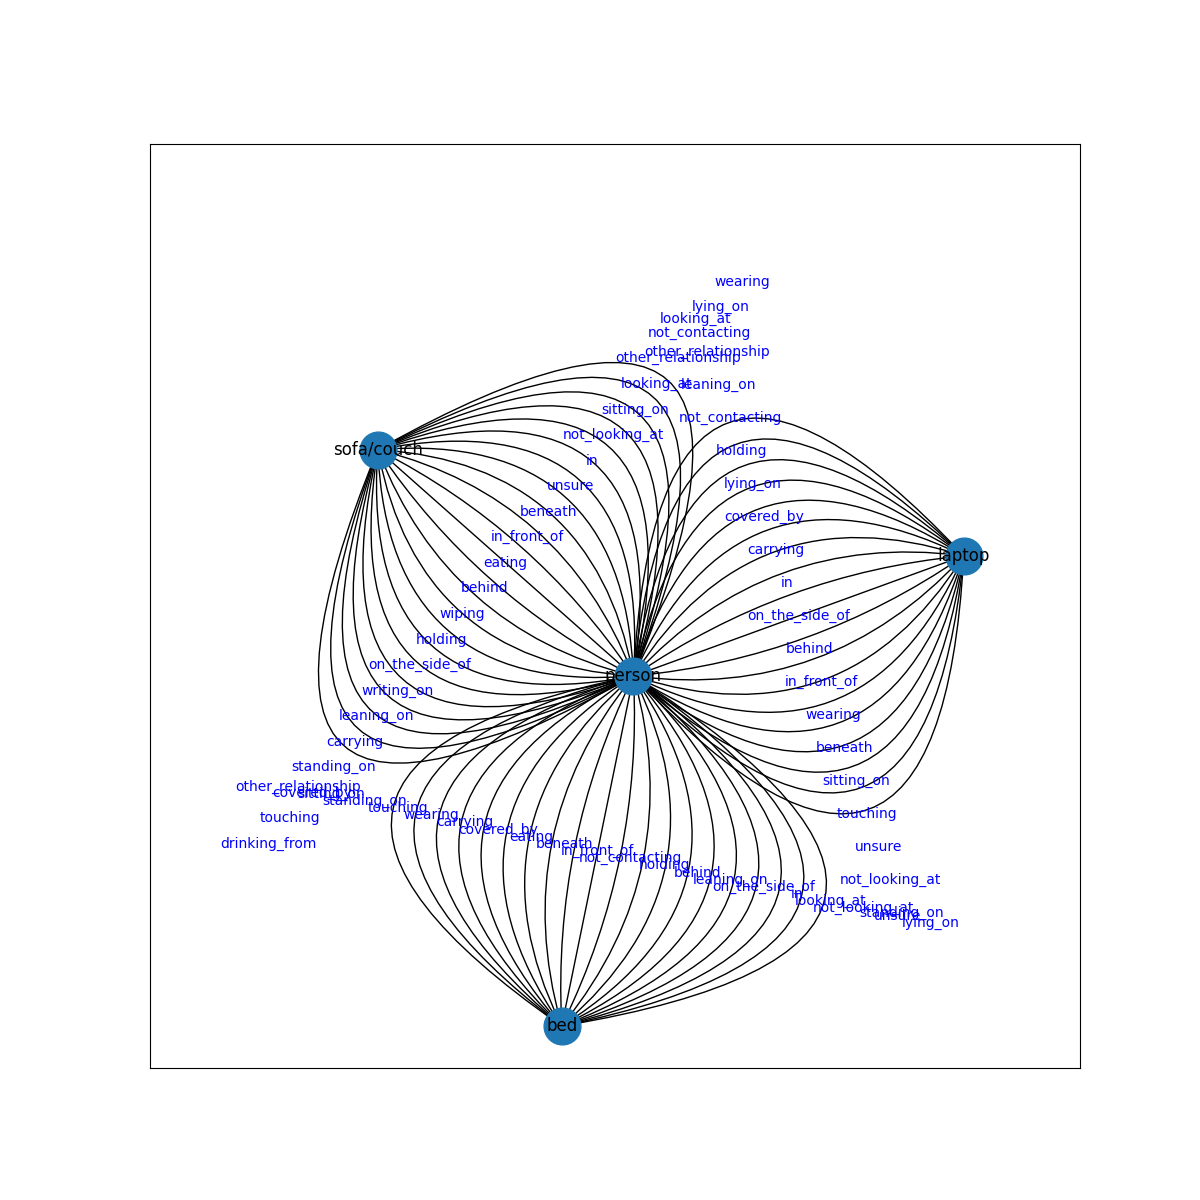 wearing
lying_on
looking_at
not_contacting
other_relationship
other_relationship
looking_at
leaning_on
sitting_on
not_contacting
not_looking_at
sofa/couch
holding
in
unsure
lying_on
beneath
covered_by
in_front_of
carrying
laptop
eating
in
behind
wiping
on_the_side_of
holding
behind
on_the_side_of
person
in_front_of
writing_on
leaning_on
wearing
carrying
beneath
standing_on
sitting_on
other_relationship
covered_by
sitting_on
standing_on
touching
touching
wearing
touching
carrying
covered_by
eating
drinking_from
beneath
unsure
in_front_of
not_contacting
holding
behind
leaning_on
not_looking_at
on_the_side_of
in
looking_at
not_looking_at
standing_on
unsure
lying_on
bed